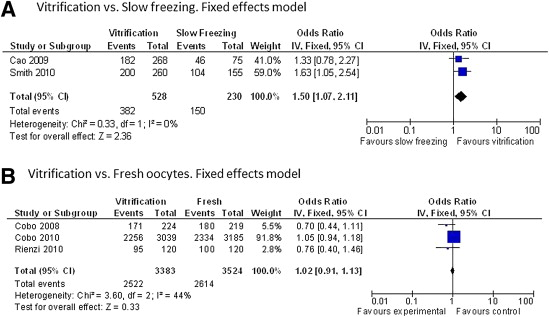 A Vitrification vs. Slow freezing. Fixed effects model
Vitrification Slow Freezing Odds Ratio Odds Ratio
Study or Subgroup Events Total Events Total Weight IV, Fixed, 95% CI IV, Fixed, 95% CI
Cao 2009 182 268 46 75 41.0% 1.33 [0.78, 2.27]
Smith 2010 200 260 104 155 59.0% 1.63 [1.05, 2.54]
Total (95% CI) 528 230 100.0% 1.50 [1.07, 2.11]
Total events 382 150
Heterogeneity: Chi² = 0.33, df = 1; I² = 0%
Test for overall effect: Z = 2.36
0.01 0.1 1 10 100
Favours slow freezing Favours vitrification
B Vitrification vs. Fresh oocytes. Fixed effects model
Vitrification Fresh Odds Ratio Odds Ratio
Study or Subgroup Events Total Events Total Weight IV, Fixed, 95% CI IV, Fixed, 95% CI
Cobo 2008 171 224 180 219 5.5% 0.70 [0.44, 1.11]
Cobo 2010 2256 3039 2334 3185 91.8% 1.05 [0.94, 1.18]
Rienzi 2010 95 120 100 120 2.7% 0.76 [0.40, 1.46]
Total (95% CI) 3383 3524 100.0% 1.02 [0.91, 1.13]
Total events 2522 2614
Heterogeneity: Chi² = 3.60, df = 2; I² = 44%
Test for overall effect: Z = 0.33
0.01 0.1 1 10 100
Favours experimental Favours control